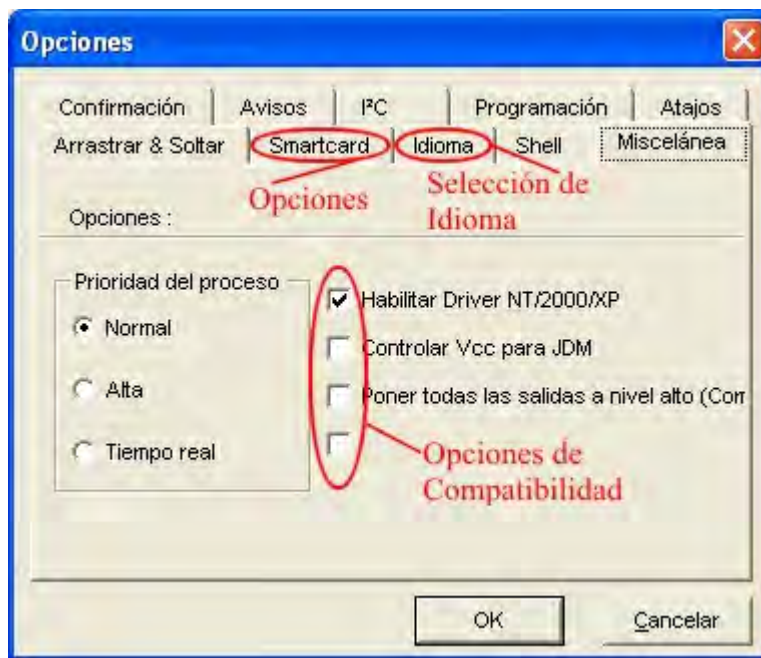 Opciones
Confirmación Avisos I²C Programación Atajos
Arrastrar & Soltar Smartcard Idioma Shell Miscelánea
Opciones
Selección de
Idioma
Opciones :
Prioridad del proceso
Normal
Alta
Tiempo real
Habilitar Driver NT/2000/XP
Controlar Vcc para JDM
Poner todas las salidas a nivel alto (Com
Opciones de
Compatibilidad
OK Cancelar